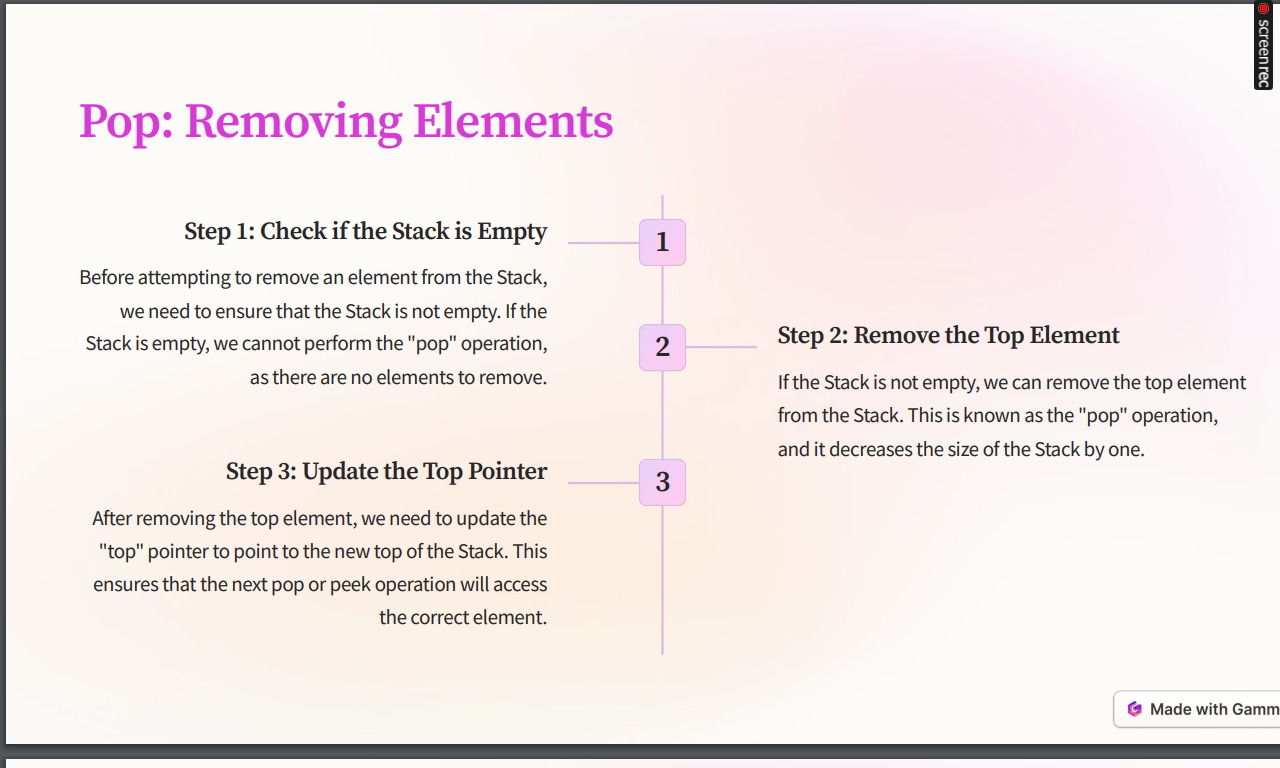 screenrec
Pop: Removing Elements
Step 1: Check if the Stack is Empty
Before attempting to remove an element from the Stack,
we need to ensure that the Stack is not empty. If the
Stack is empty, we cannot perform the "pop" operation,
as there are no elements to remove.
1
2
Step 2: Remove the Top Element
If the Stack is not empty, we can remove the top element
from the Stack. This is known as the "pop" operation,
and it decreases the size of the Stack by one.
Step 3: Update the Top Pointer
After removing the top element, we need to update the
"top" pointer to point to the new top of the Stack. This
ensures that the next pop or peek operation will access
the correct element.
3
Made with Gamm